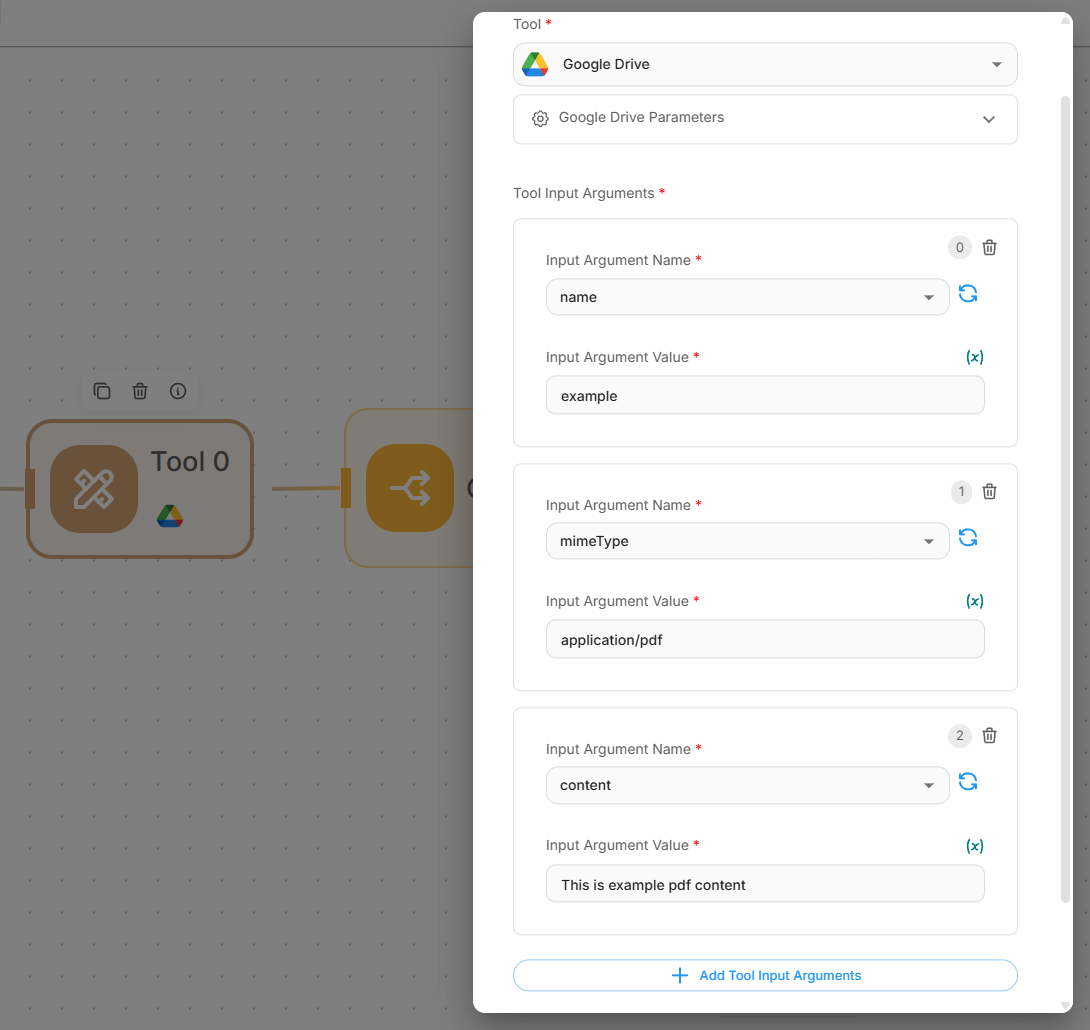 Tool *
Google Drive
Google Drive Parameters
Tool Input Arguments *
0
Input Argument Name *
name
Input Argument Value *
(x)
example
1
Input Argument Name *
mimeType
Input Argument Value *
(x)
application/pdf
2
Input Argument Name *
content
Input Argument Value *
(x)
This is example pdf content
Add Tool Input Arguments
Tool 0